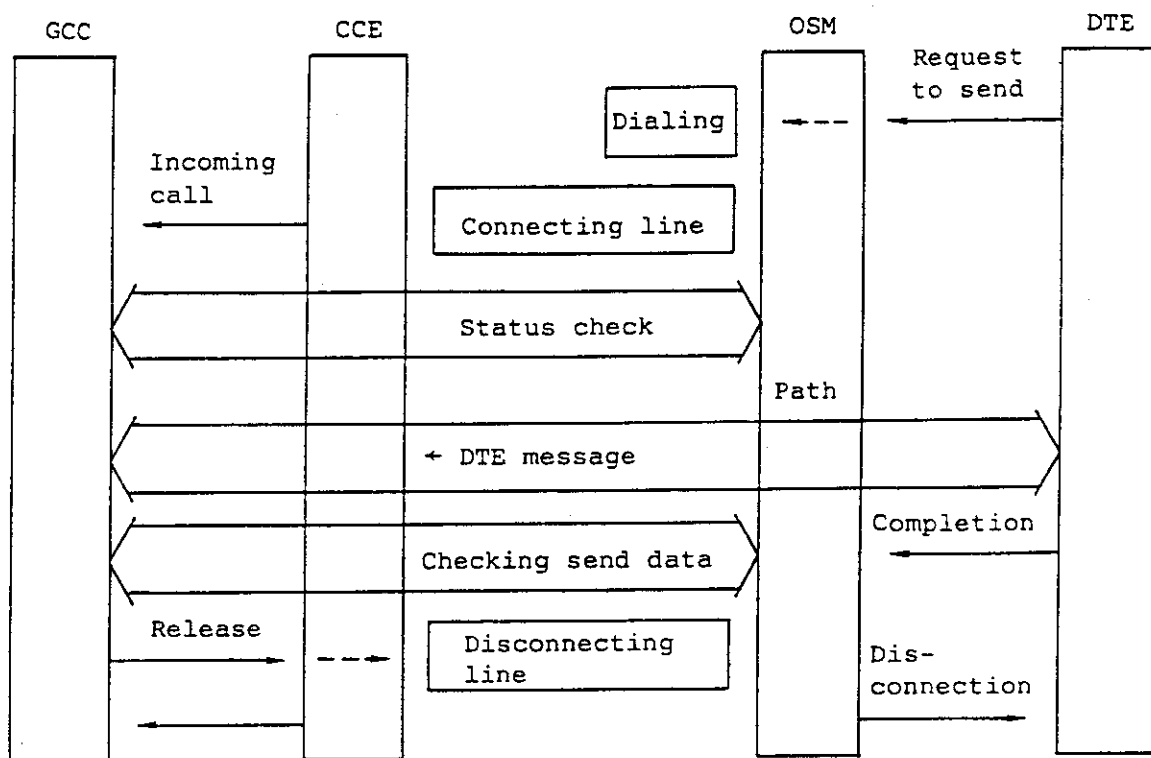 GCC
CCE
OSM
DTE
Request
to send
Dialing
Incoming
call
Connecting line
Status check
Path
← DTE message
Completion
Checking send data
Release
Disconnecting
line
Dis-
connection